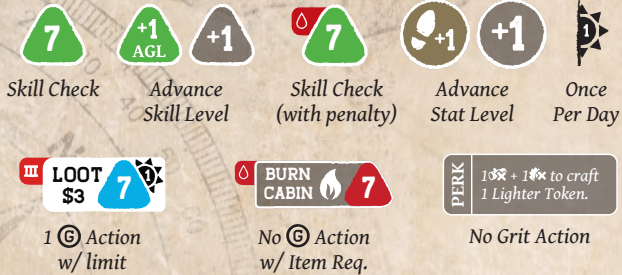 7
+1
AGL
+1
7
+1
+1
1
Skill Check
Advance
Skill Level
Skill Check
(with penalty)
Advance
Stat Level
Once
Per Day
III
LOOT
$3
7
1
BURN
CABIN
7
PERK
1 + 1 to craft
1 Lighter Token.
1 G Action
w/ limit
No G Action
w/ Item Req.
No Grit Action